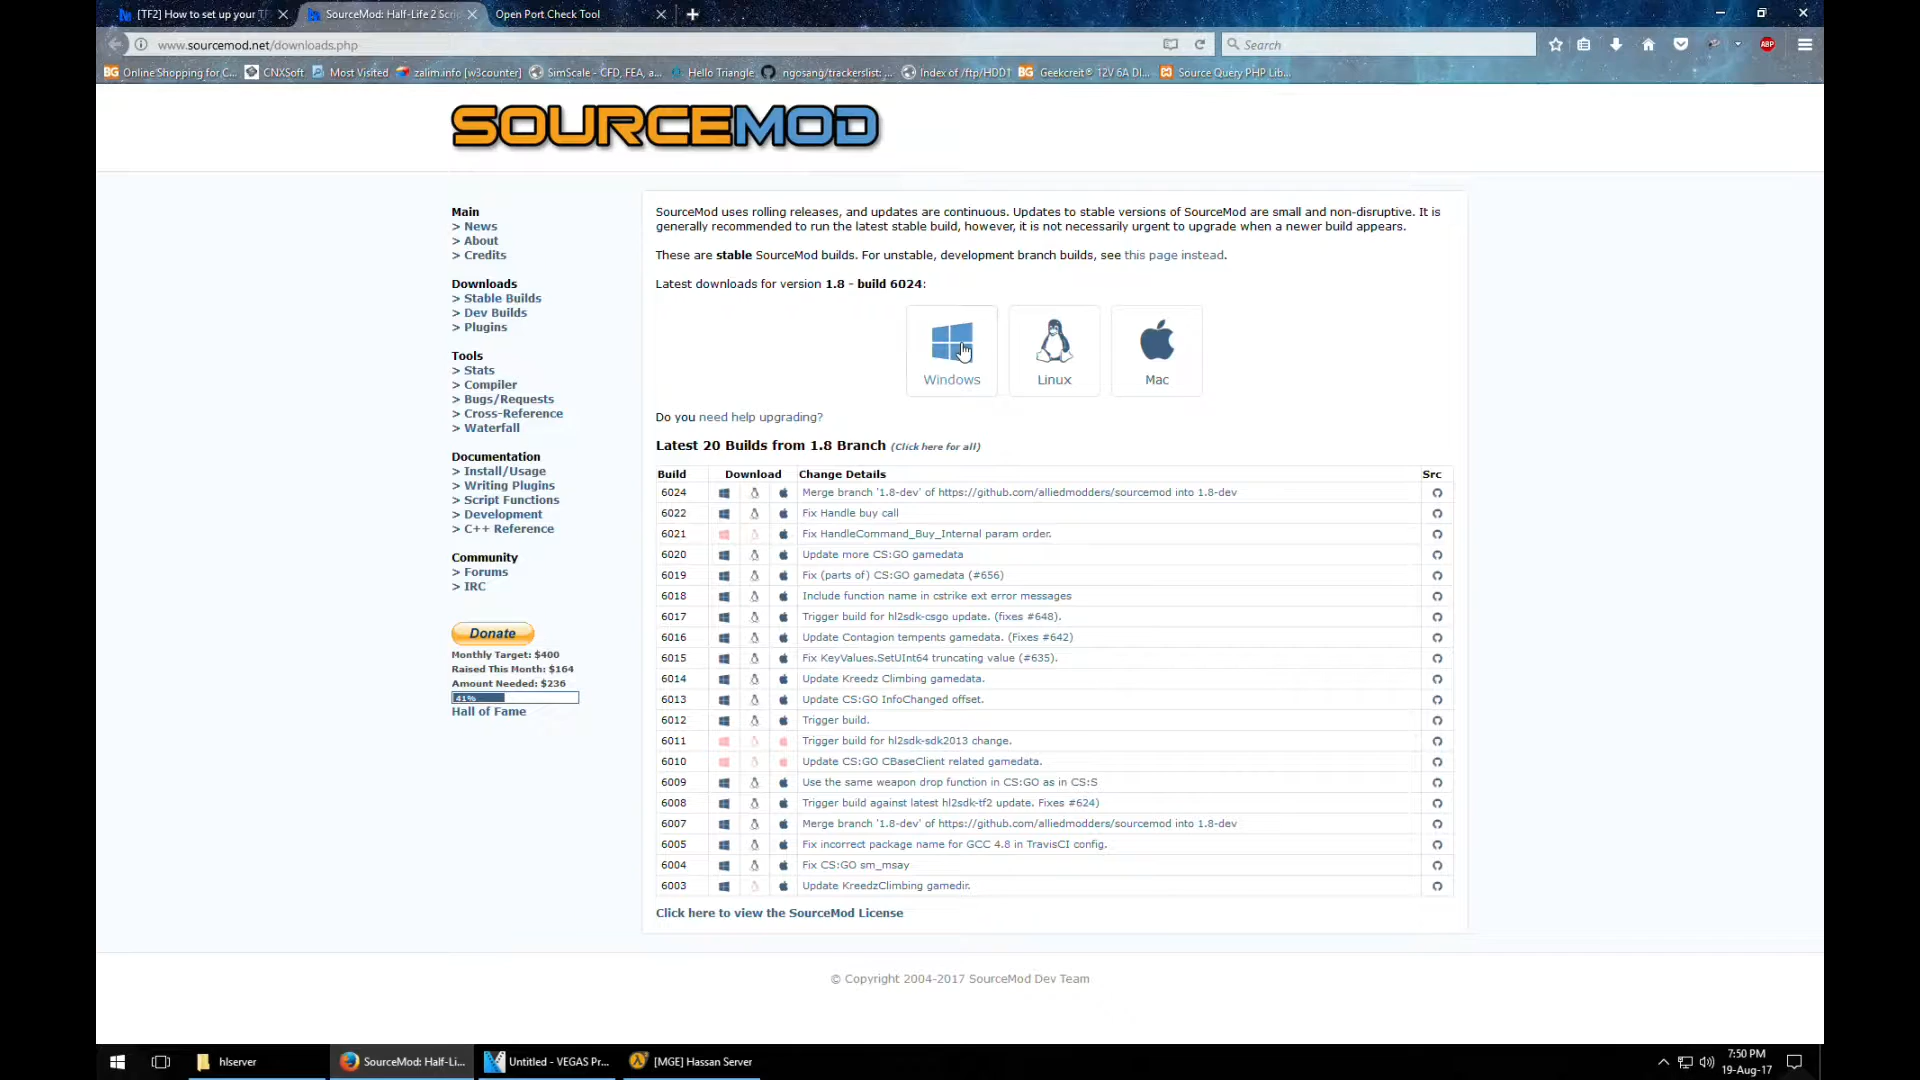 [TF2] How to set up your TF
SourceMod: Half-Life 2 Scri
Open Port Check Tool
www.sourcemod.net/downloads.php
Search
ABP
BG Online Shopping for C...
CNXSoft
Most Visited
zalim.info [w3counter]
SimScale - CFD, FEA, a...
Hello Triangle
ngosang/trackerslist: ...
Index of /ftp/HDD1
BG Geekcreit® 12V 6A DI...
Source Query PHP Lib...
SOURCEMOD
Main
> News
> About
> Credits
Downloads
> Stable Builds
> Dev Builds
> Plugins
Tools
> Stats
> Compiler
> Bugs/Requests
> Cross-Reference
> Waterfall
Documentation
> Install/Usage
> Writing Plugins
> Script Functions
> Development
> C++ Reference
Community
> Forums
> IRC
Donate
Monthly Target: $400
Raised This Month: $164
Amount Needed: $236
41%
Hall of Fame
SourceMod uses rolling releases, and updates are continuous. Updates to stable versions of SourceMod are small and non-disruptive. It is
generally recommended to run the latest stable build, however, it is not necessarily urgent to upgrade when a newer build appears.
These are stable SourceMod builds. For unstable, development branch builds, see this page instead.
Latest downloads for version 1.8 - build 6024:
Windows
Linux
Mac
Do you need help upgrading?
Latest 20 Builds from 1.8 Branch (Click here for all)
Build Download Change Details Src
6024 Merge branch '1.8-dev' of https://github.com/alliedmodders/sourcemod into 1.8-dev
6022 Fix Handle buy call
6021 Fix HandleCommand_Buy_Internal param order.
6020 Update more CS:GO gamedata
6019 Fix (parts of) CS:GO gamedata (#656)
6018 Include function name in cstrike ext error messages
6017 Trigger build for hl2sdk-csgo update. (fixes #648).
6016 Update Contagion tempents gamedata. (Fixes #642)
6015 Fix KeyValues.SetUInt64 truncating value (#635).
6014 Update Kreedz Climbing gamedata.
6013 Update CS:GO InfoChanged offset.
6012 Trigger build.
6011 Trigger build for hl2sdk-sdk2013 change.
6010 Update CS:GO CBaseClient related gamedata.
6009 Use the same weapon drop function in CS:GO as in CS:S
6008 Trigger build against latest hl2sdk-tf2 update. Fixes #624)
6007 Merge branch '1.8-dev' of https://github.com/alliedmodders/sourcemod into 1.8-dev
6005 Fix incorrect package name for GCC 4.8 in TravisCI config.
6004 Fix CS:GO sm_msay
6003 Update KreedzClimbing gamedir.
Click here to view the SourceMod License
© Copyright 2004-2017 SourceMod Dev Team
hlserver
SourceMod: Half-Li...
Untitled - VEGAS Pr...
[MGE] Hassan Server
7:50 PM
19-Aug-17